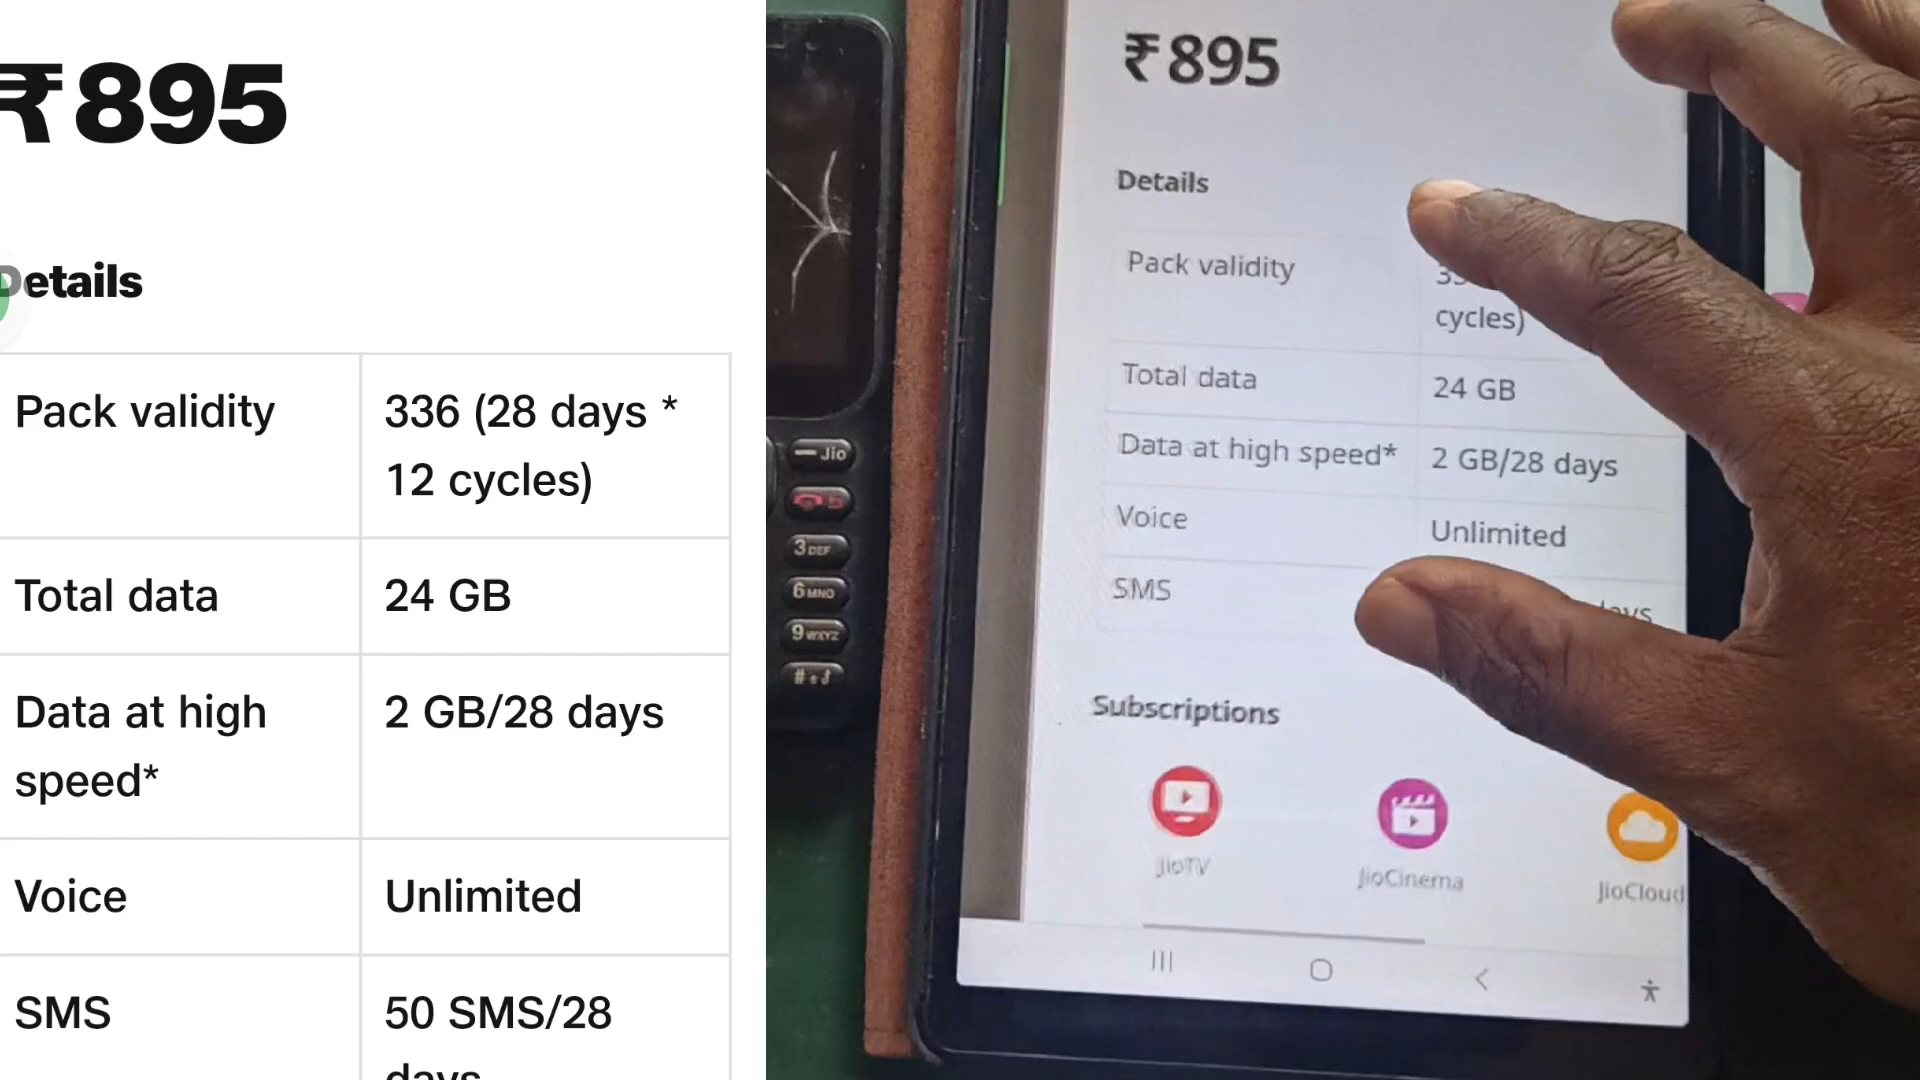 ₹895
Details
Pack validity
336 (28 days *
12 cycles)
Total data
24 GB
Data at high
speed*
2 GB/28 days
Voice
Unlimited
SMS
50 SMS/28
days
Jio
3 DEF
6 MNO
9 WXYZ
#
₹895
Details
Pack validity
cycles)
Total data
24 GB
Data at high speed*
2 GB/28 days
Voice
Unlimited
SMS
Subscriptions
JioTV
JioCinema
JioCloud